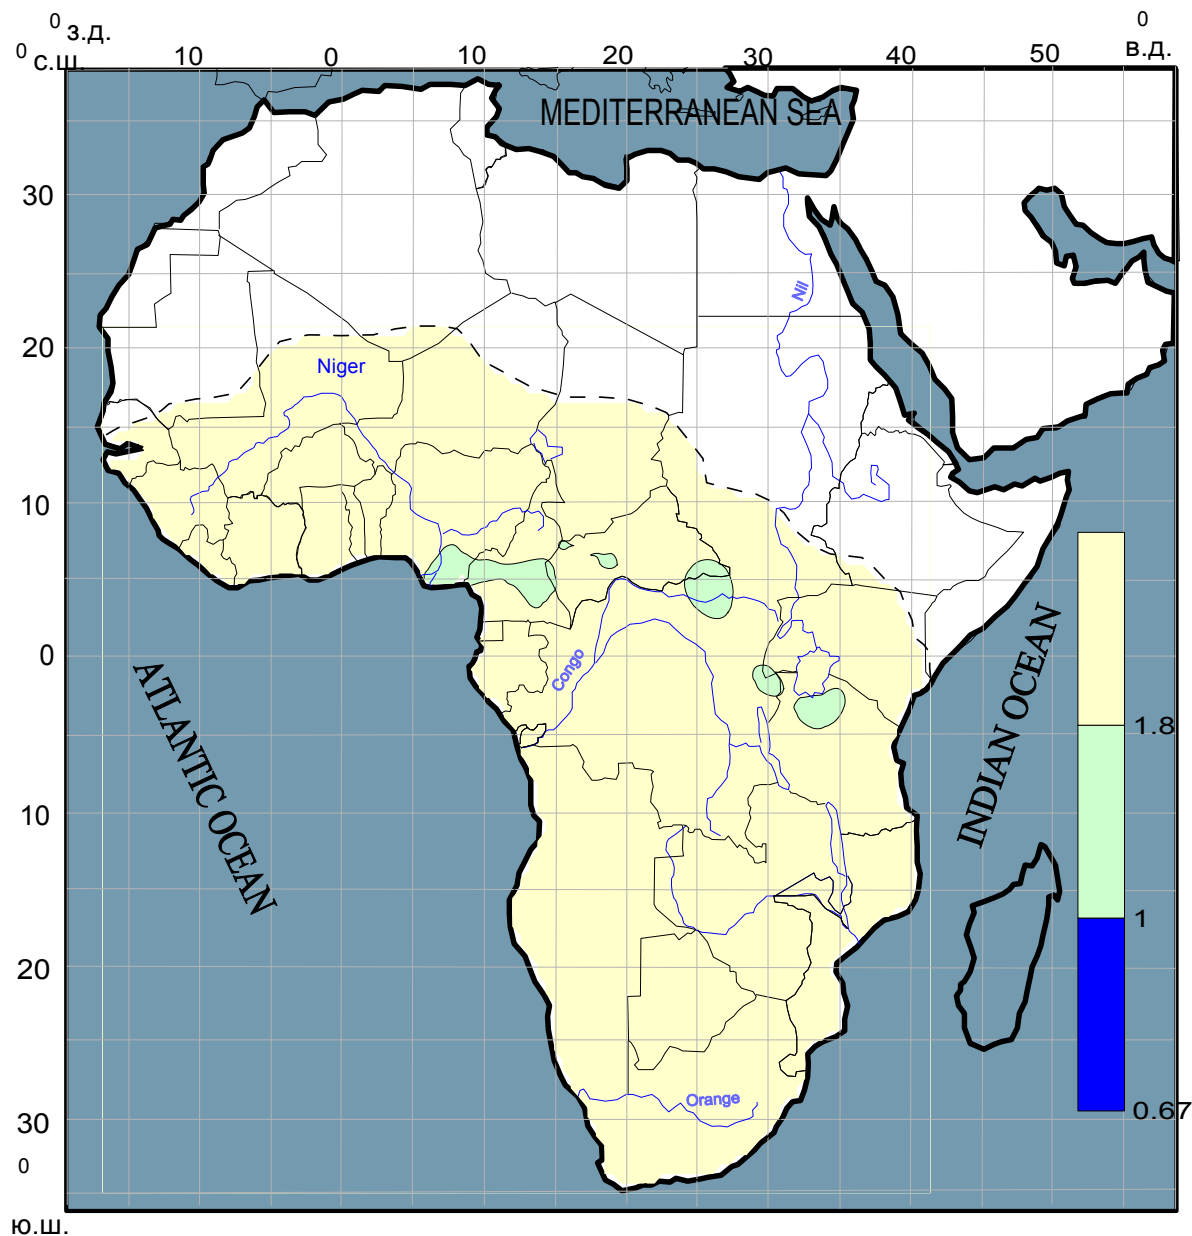 0 з.д.
0
0 с.ш.
10 0 10 20 30 40 50
в.д.
MEDITERRANEAN SEA
30
Nil
20
Niger
10
0
Congo
ATLANTIC OCEAN
INDIAN OCEAN
1.8
10
1
20
Orange
0.67
30
0
ю.ш.